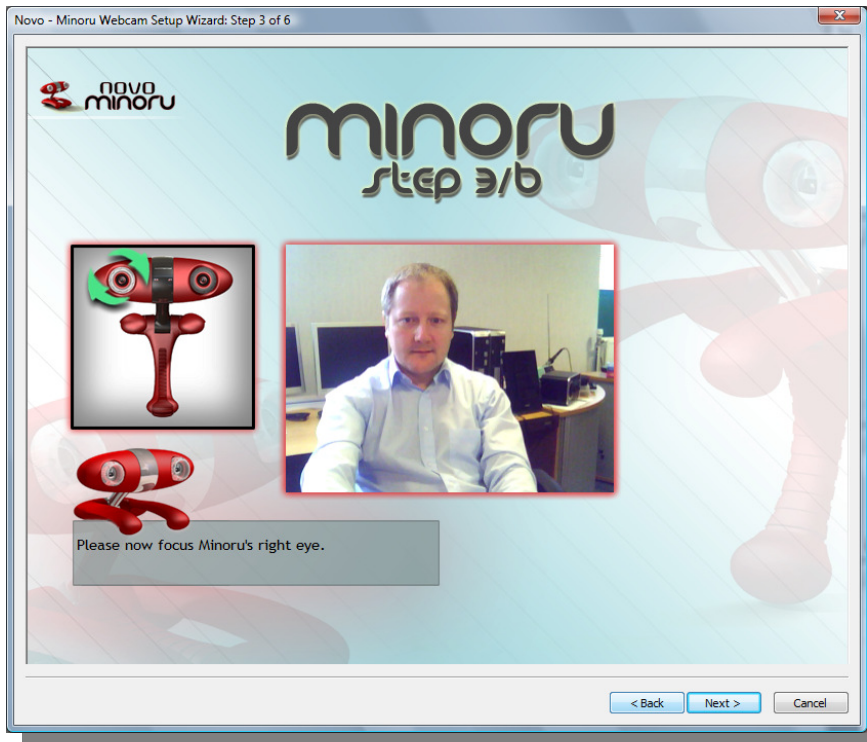 Novo - Minoru Webcam Setup Wizard: Step 3 of 6
novo
minoru
minoru
step 3/6
Please now focus Minoru's right eye.
< Back
Next >
Cancel